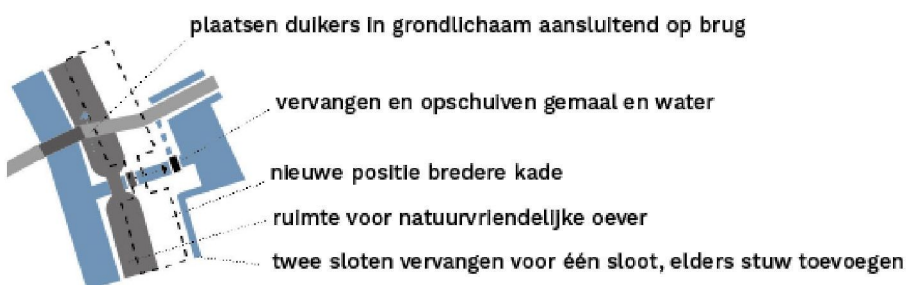 plaatsen duikers in grondlichaam aansluitend op brug
vervangen en opschuiven gemaal en water
nieuwe positie bredere kade
ruimte voor natuurvriendelijke oever
twee sloten vervangen voor één sloot, elders stuw toevoegen